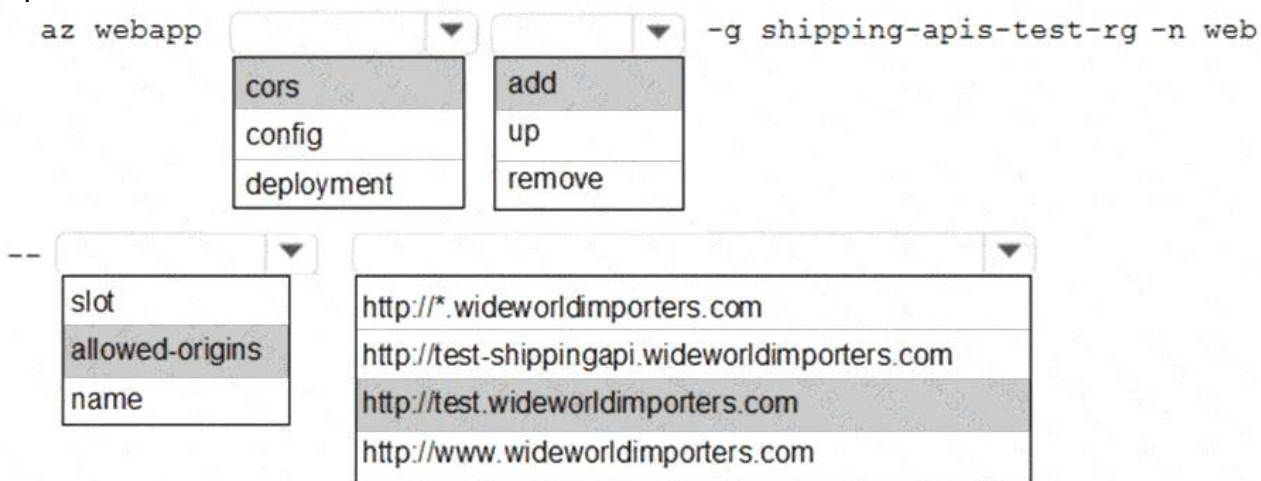 az webapp -g shipping-apis-test-rg -n web
cors add
config up
deployment remove
--
slot http://*.wideworldimporters.com
allowed-origins http://test-shippingapi.wideworldimporters.com
name http://test.wideworldimporters.com
http://www.wideworldimporters.com